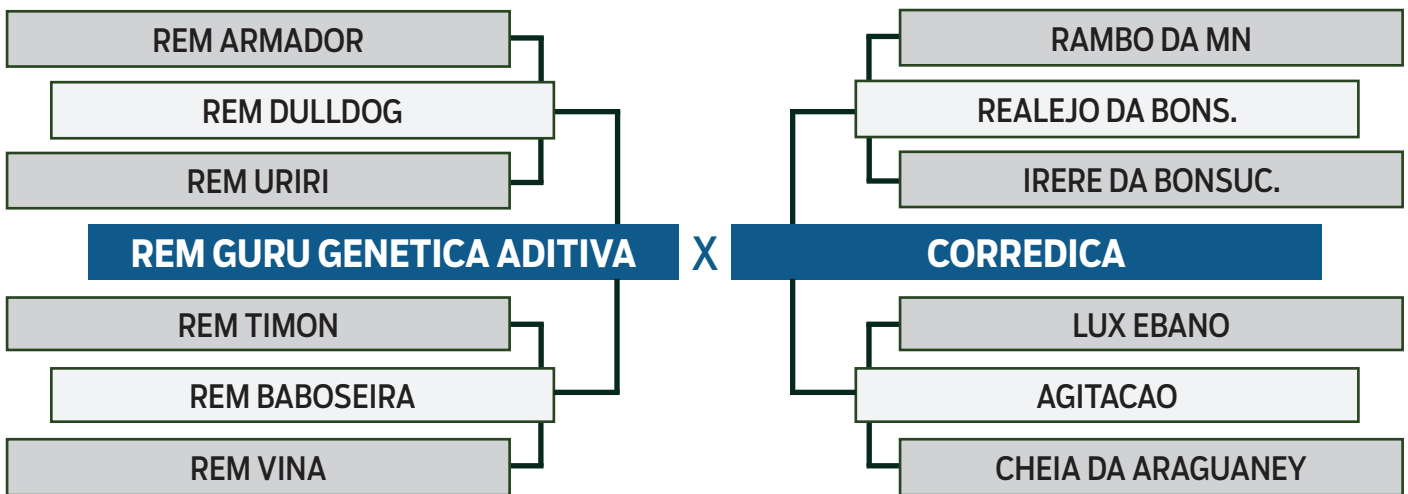 REM ARMADOR
RAMBO DA MN
REM DULLDOG
REALEJO DA BONS.
REM URIRI
IRERE DA BONSUC.
REM GURU GENETICA ADITIVA X CORREDICA
REM TIMON
LUX EBANO
REM BABOSEIRA
AGITACAO
REM VINA
CHEIA DA ARAGUANEY